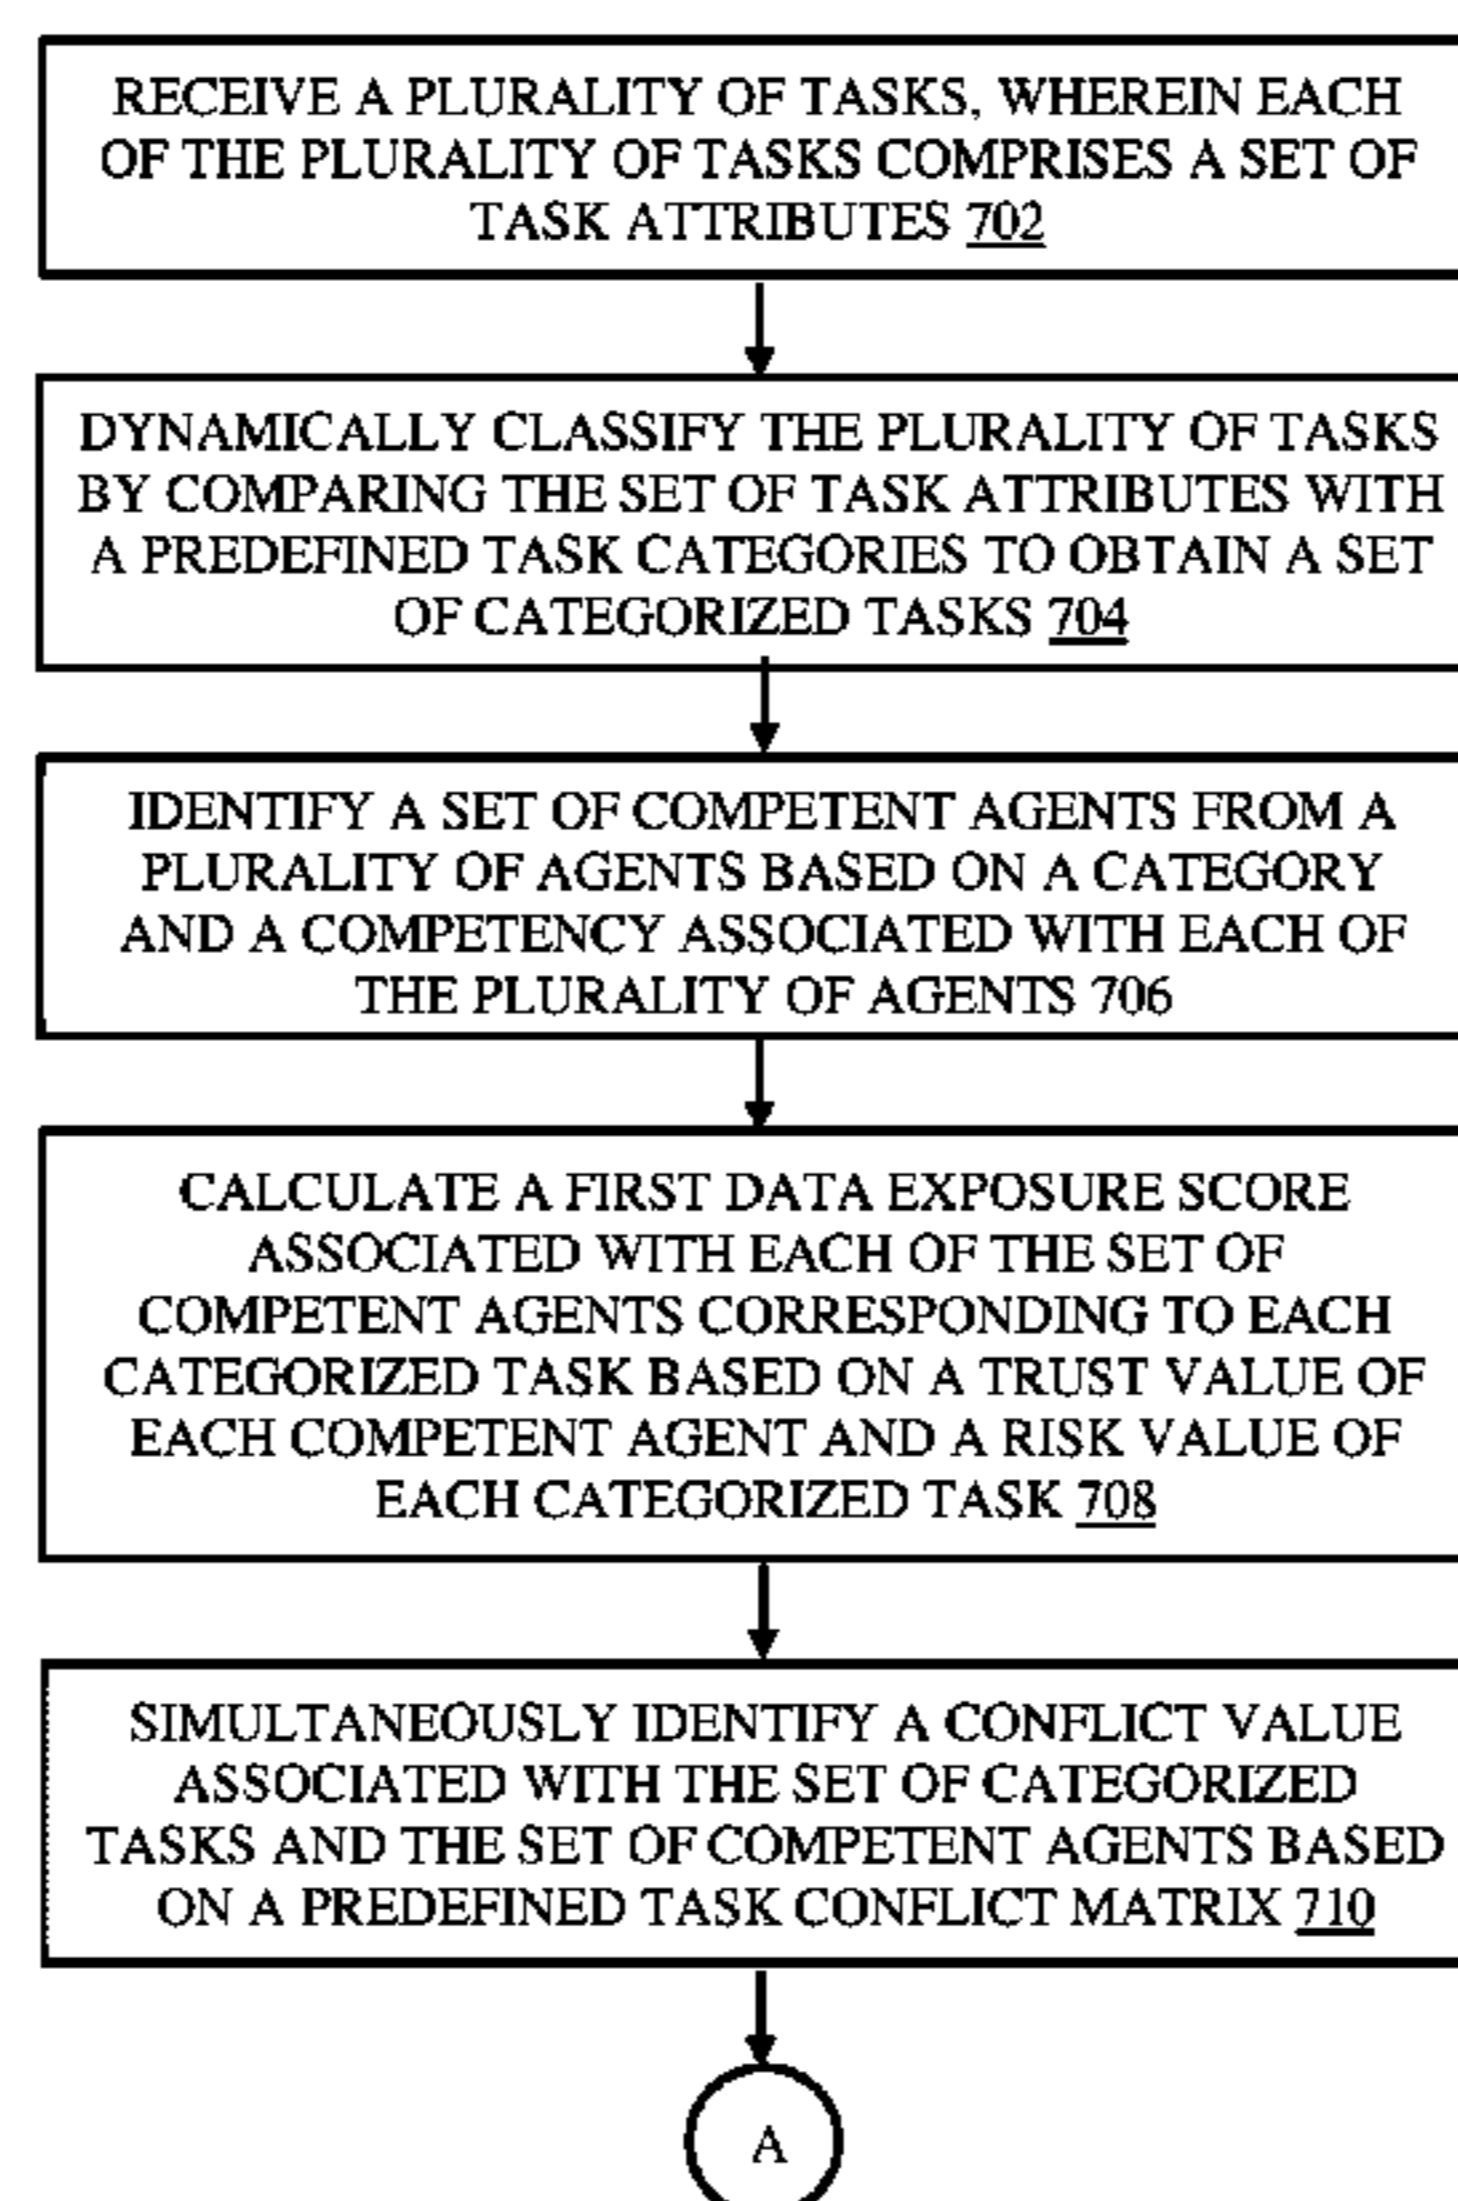 RECEIVE A PLURALITY OF TASKS, WHEREIN EACH
OF THE PLURALITY OF TASKS COMPRISES A SET OF
TASK ATTRIBUTES 702
DYNAMICALLY CLASSIFY THE PLURALITY OF TASKS
BY COMPARING THE SET OF TASK ATTRIBUTES WITH
A PREDEFINED TASK CATEGORIES TO OBTAIN A SET
OF CATEGORIZED TASKS 704
IDENTIFY A SET OF COMPETENT AGENTS FROM A
PLURALITY OF AGENTS BASED ON A CATEGORY
AND A COMPETENCY ASSOCIATED WITH EACH OF
THE PLURALITY OF AGENTS 706
CALCULATE A FIRST DATA EXPOSURE SCORE
ASSOCIATED WITH EACH OF THE SET OF
COMPETENT AGENTS CORRESPONDING TO EACH
CATEGORIZED TASK BASED ON A TRUST VALUE OF
EACH COMPETENT AGENT AND A RISK VALUE OF
EACH CATEGORIZED TASK 708
SIMULTANEOUSLY IDENTIFY A CONFLICT VALUE
ASSOCIATED WITH THE SET OF CATEGORIZED
TASKS AND THE SET OF COMPETENT AGENTS BASED
ON A PREDEFINED TASK CONFLICT MATRIX 710
A